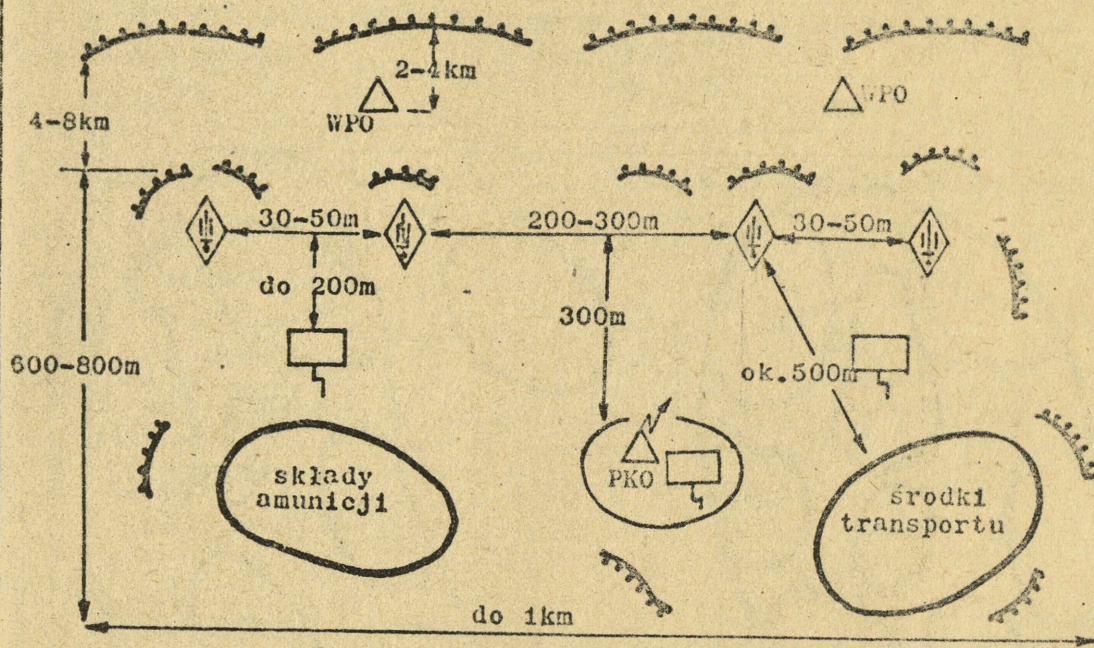 2-4km
WPO
WPO
4-8km
30-50m
200-300m
30-50m
do 200m
300m
600-800m
ok.500m
składy
amunicji
PKO
środki
transportu
do 1km